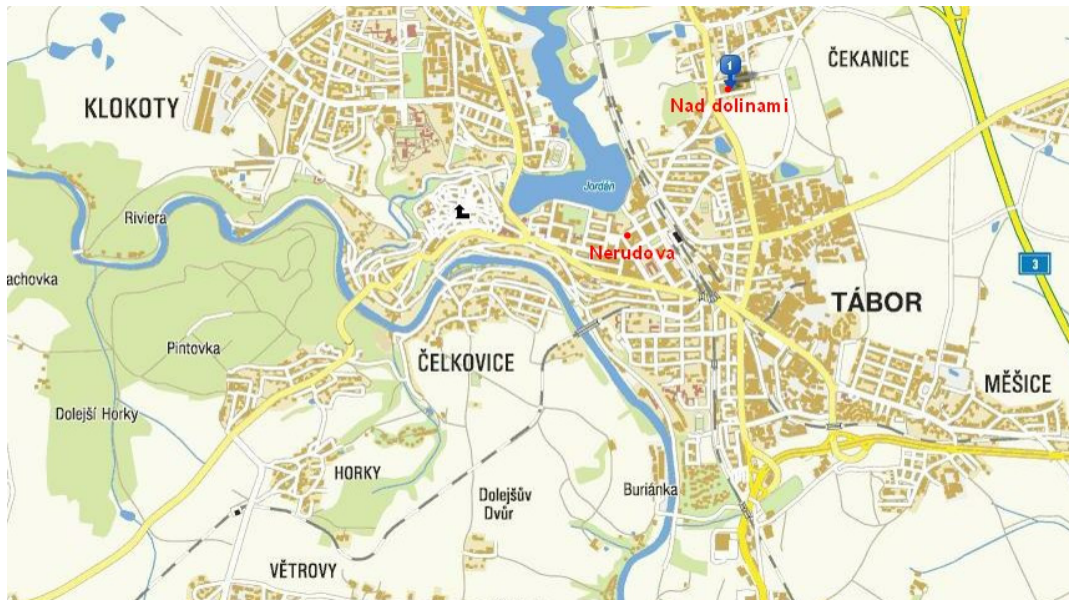 ČEKANICE
1
Nad dolinami
KLOKOTY
Jordán
Riviera
Nerudova
3
achovka
TÁBOR
Pintovka
ČELKOVICE
MĚŠICE
Dolejší Horky
HORKY
Buriánka
Dolejšův
Dvůr
VĚTROVY